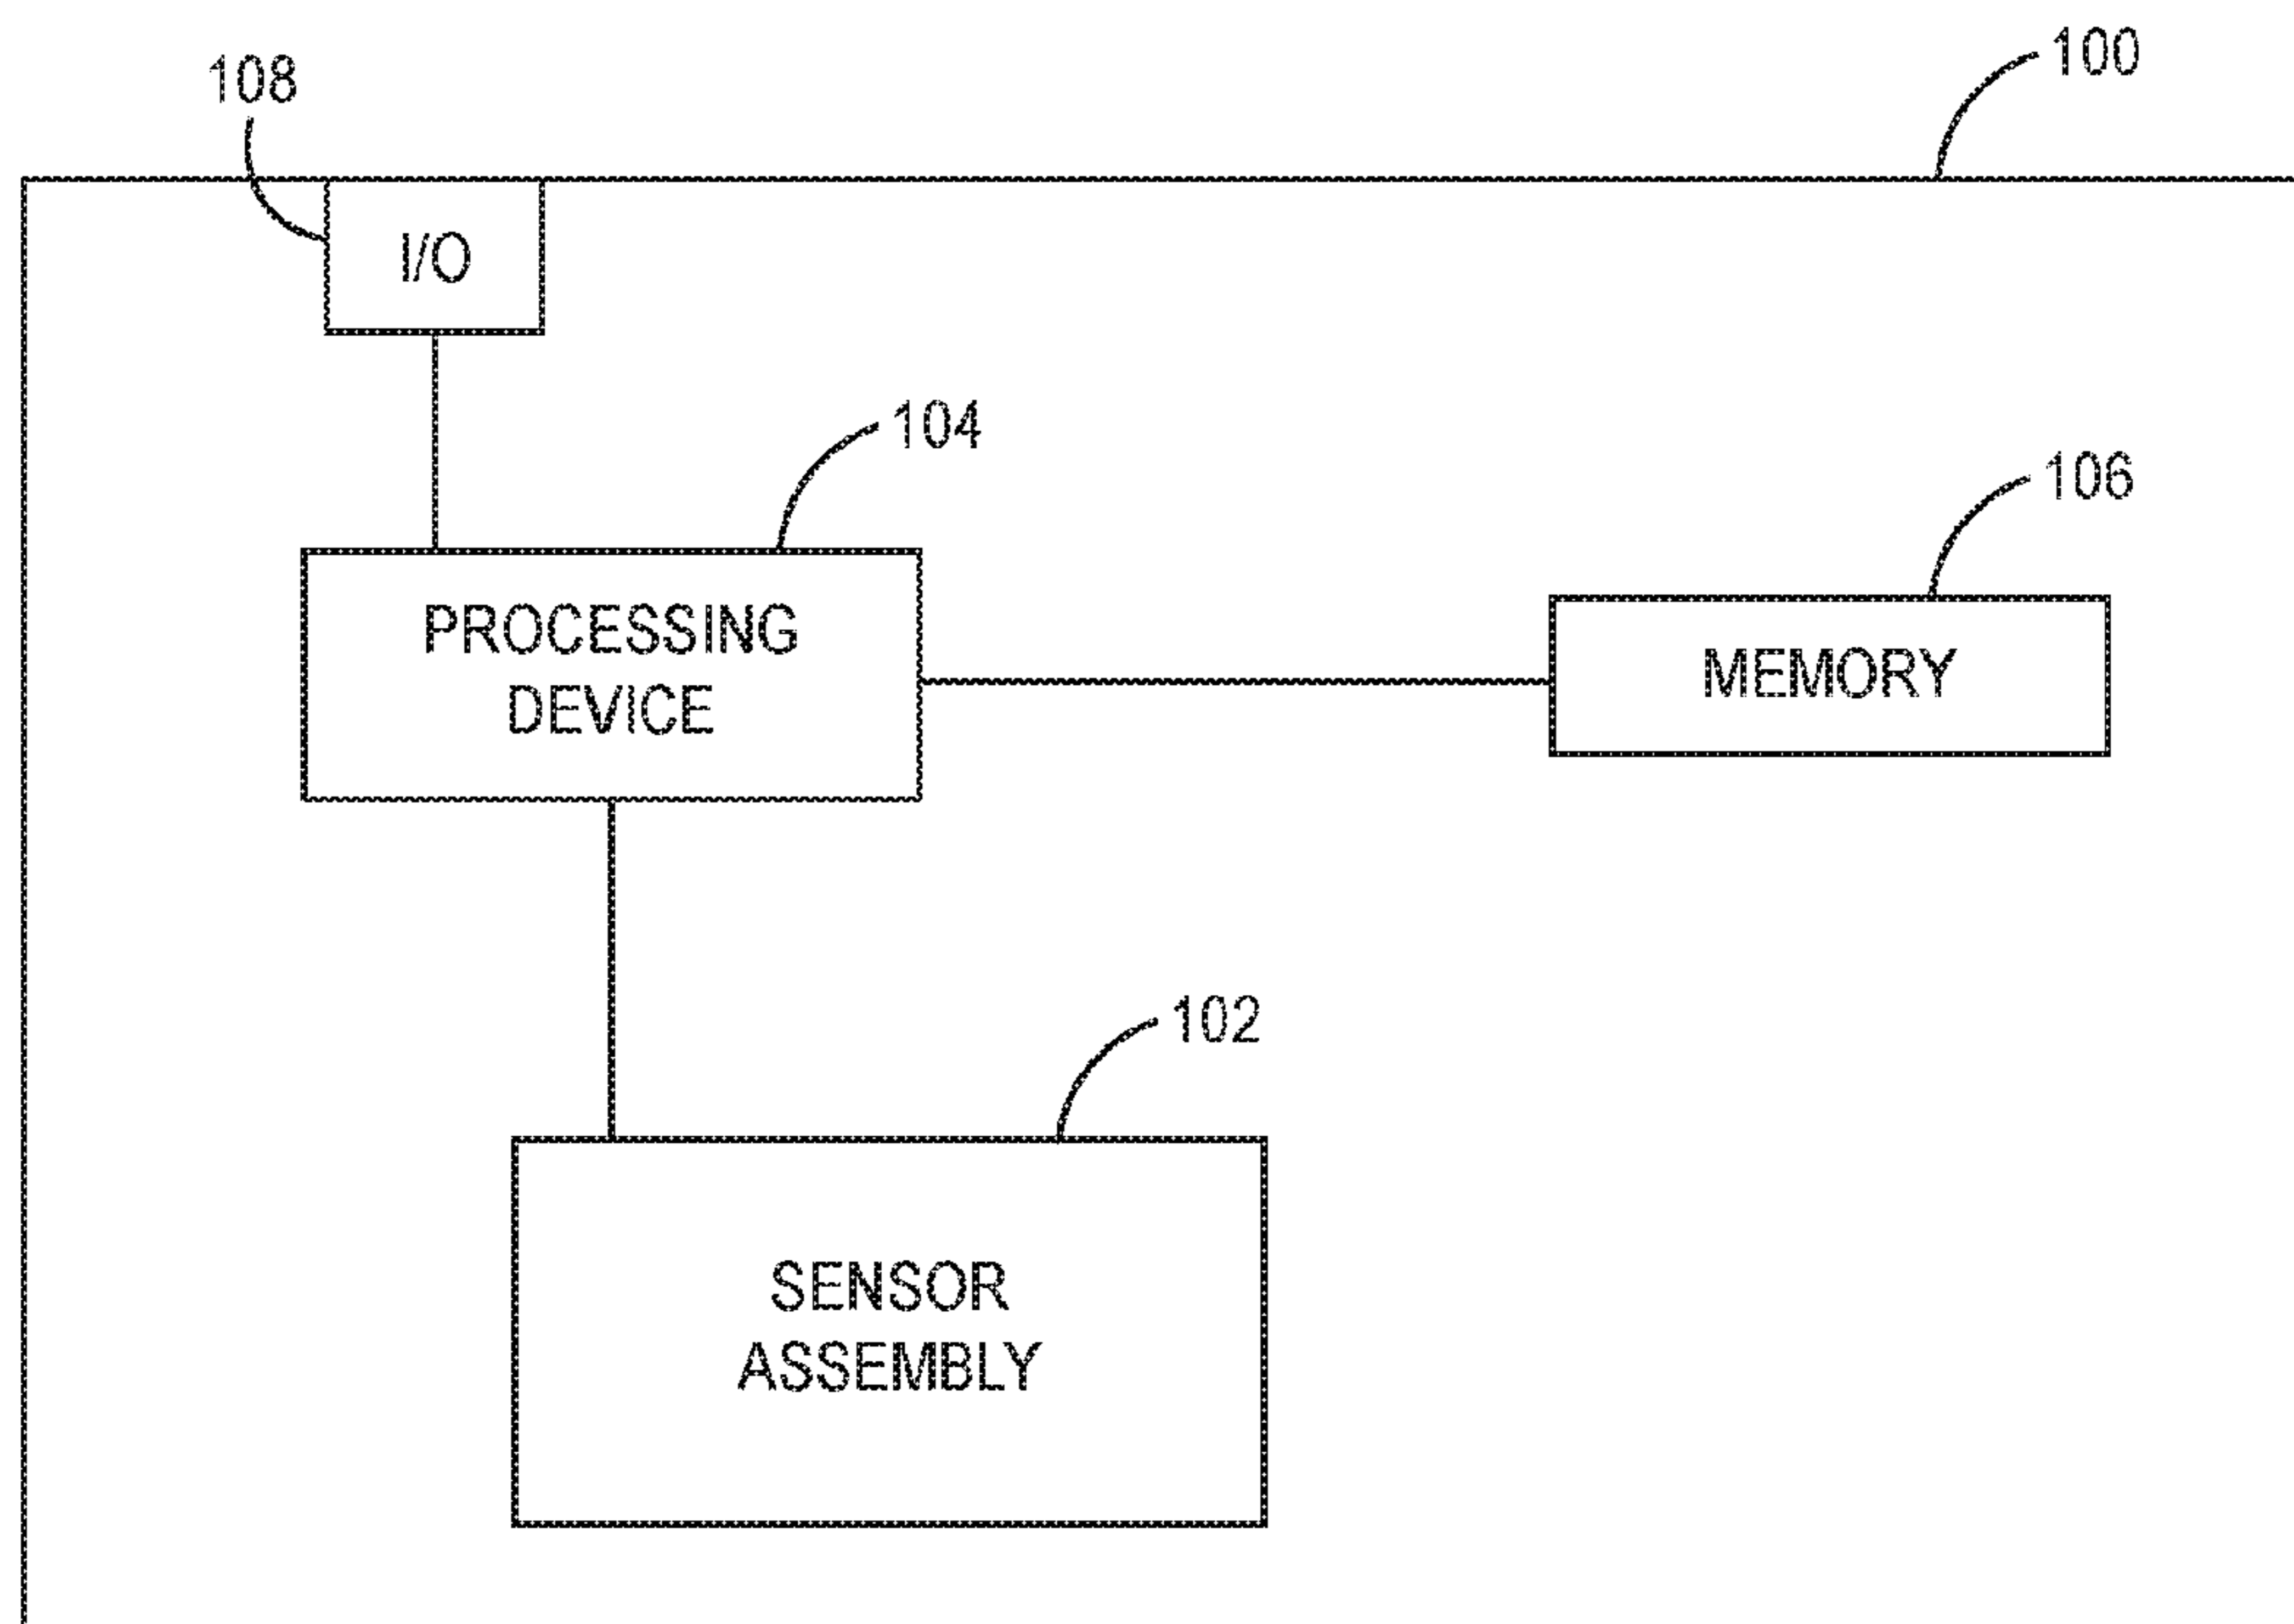 100
108
I/O
104
106
PROCESSING
DEVICE
MEMORY
102
SENSOR
ASSEMBLY